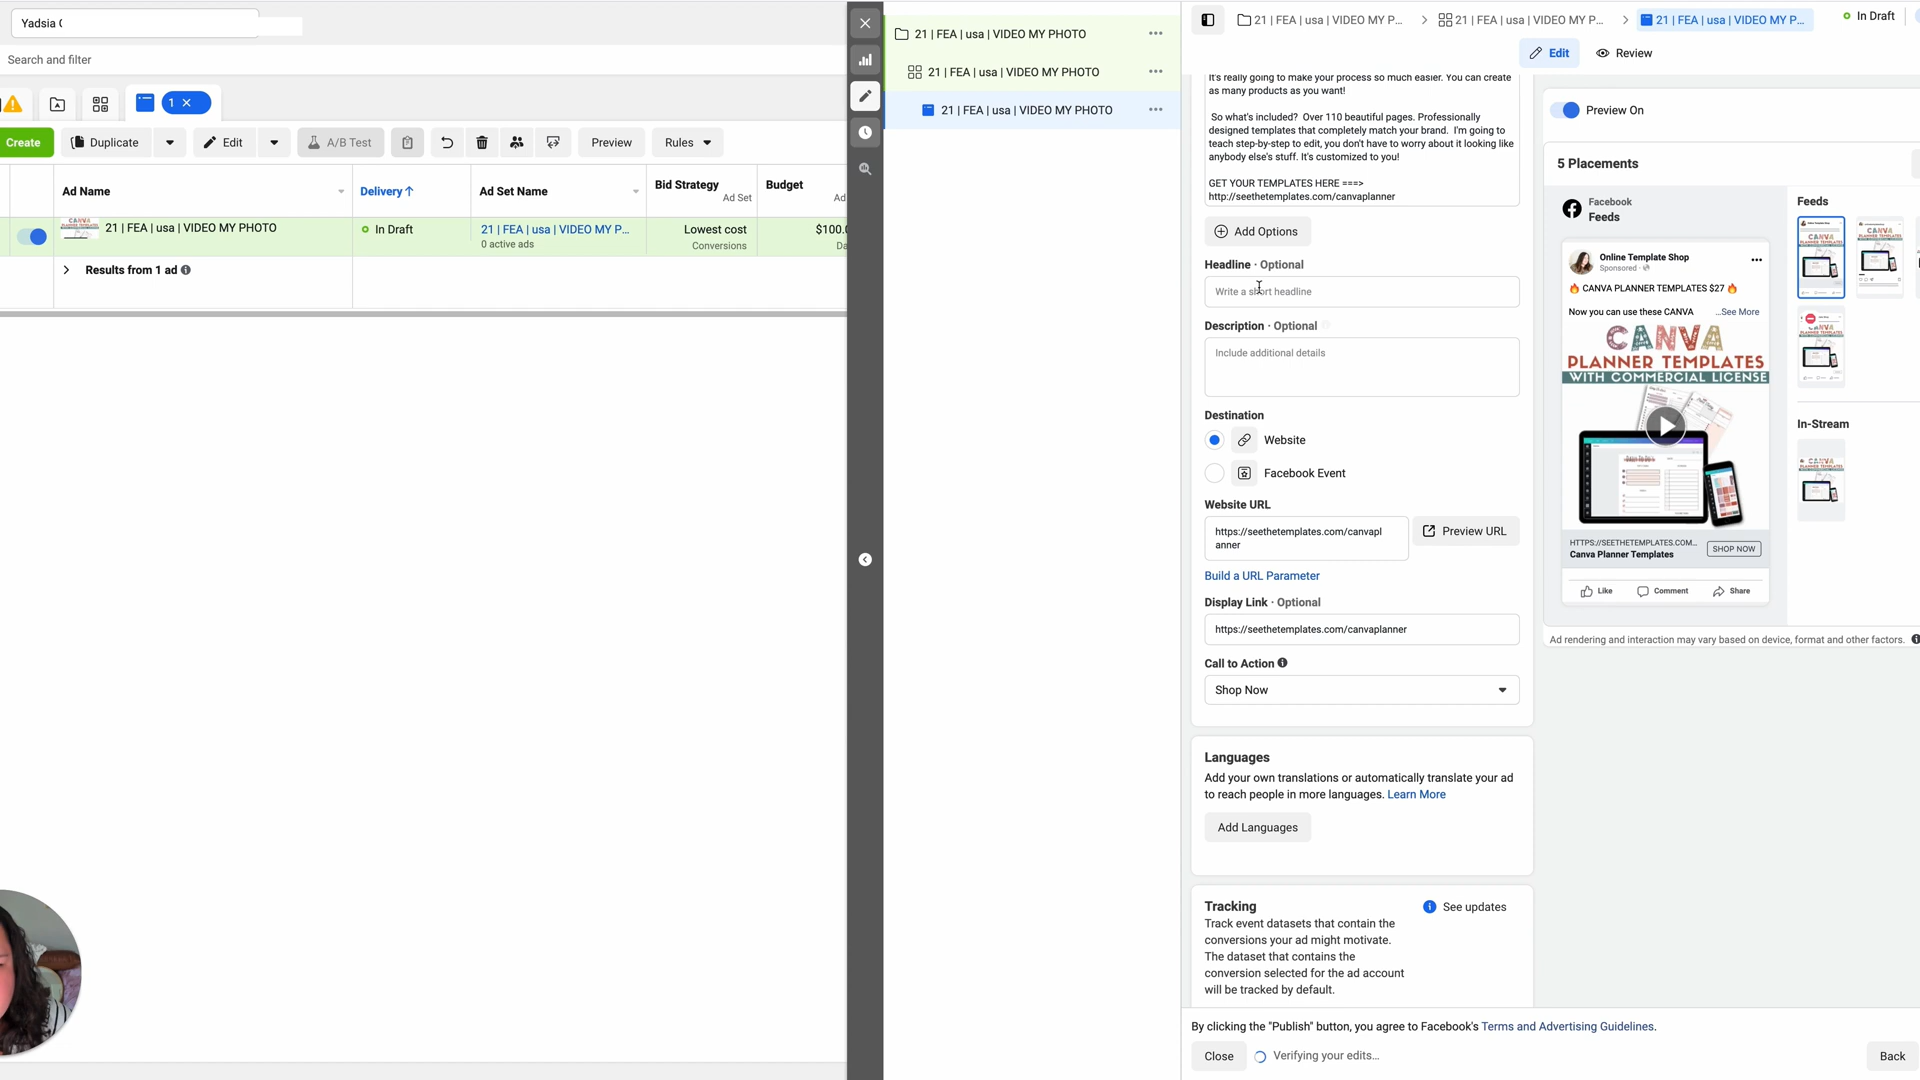 Yadsia
Search and filter
1
Create
Duplicate
Edit
A/B Test
Preview
Rules
Ad Name
Delivery
Ad Set Name
Bid Strategy
Ad Set
Budget
Ad
21 | FEA | usa | VIDEO MY PHOTO
In Draft
21 | FEA | usa | VIDEO MY P...
0 active ads
Lowest cost
Conversions
$100.0
Da
Results from 1 ad
21 | FEA | usa | VIDEO MY PHOTO
21 | FEA | usa | VIDEO MY PHOTO
21 | FEA | usa | VIDEO MY PHOTO
21 | FEA | usa | VIDEO MY P...
21 | FEA | usa | VIDEO MY P...
21 | FEA | usa | VIDEO MY P...
In Draft
Edit
Review
It's really going to make your process so much easier. You can create
as many products as you want!
So what's included? Over 110 beautiful pages. Professionally
designed templates that completely match your brand. I'm going to
teach step-by-step to edit, you don't have to worry about it looking like
anybody else's stuff. It's customized to you!
GET YOUR TEMPLATES HERE ===>
http://seethetemplates.com/canvaplanner
Add Options
Headline · Optional
Write a short headline
Description · Optional
Include additional details
Destination
Website
Facebook Event
Website URL
https://seethetemplates.com/canvapl
anner
Preview URL
Build a URL Parameter
Display Link · Optional
https://seethetemplates.com/canvaplanner
Call to Action
Shop Now
Languages
Add your own translations or automatically translate your ad
to reach people in more languages. Learn More
Add Languages
Tracking
See updates
Track event datasets that contain the
conversions your ad might motivate.
The dataset that contains the
conversion selected for the ad account
will be tracked by default.
By clicking the "Publish" button, you agree to Facebook's Terms and Advertising Guidelines.
Close
Verifying your edits...
Back
Preview On
5 Placements
Facebook
Feeds
Feeds
Online Template Shop
Sponsored ·
🔥 CANVA PLANNER TEMPLATES $27 🔥
Now you can use these CANVA
...See More
CANVA
PLANNER TEMPLATES
WITH COMMERCIAL LICENSE
HTTPS://SEETHETEMPLATES.COM...
Canva Planner Templates
SHOP NOW
Like
Comment
Share
In-Stream
Ad rendering and interaction may vary based on device, format and other factors.